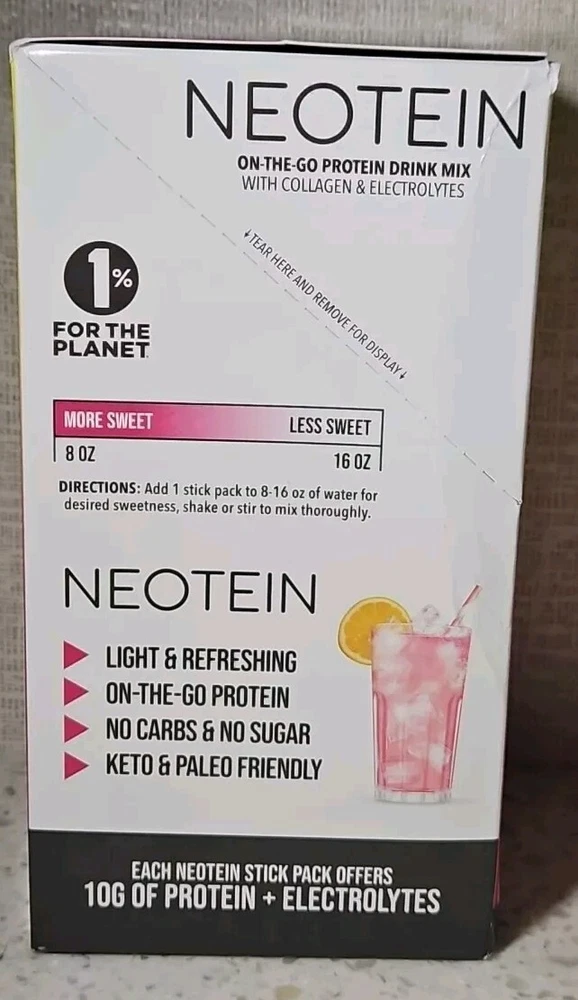 NEOTEIN
ON-THE-GO PROTEIN DRINK MIX
WITH COLLAGEN & ELECTROLYTES
↓TEAR HERE AND REMOVE FOR DISPLAY↓
1%
FOR THE
PLANET
MORE SWEET LESS SWEET
8 OZ 16 OZ
DIRECTIONS: Add 1 stick pack to 8-16 oz of water for
desired sweetness, shake or stir to mix thoroughly.
NEOTEIN
LIGHT & REFRESHING
ON-THE-GO PROTEIN
NO CARBS & NO SUGAR
KETO & PALEO FRIENDLY
EACH NEOTEIN STICK PACK OFFERS
10G OF PROTEIN + ELECTROLYTES